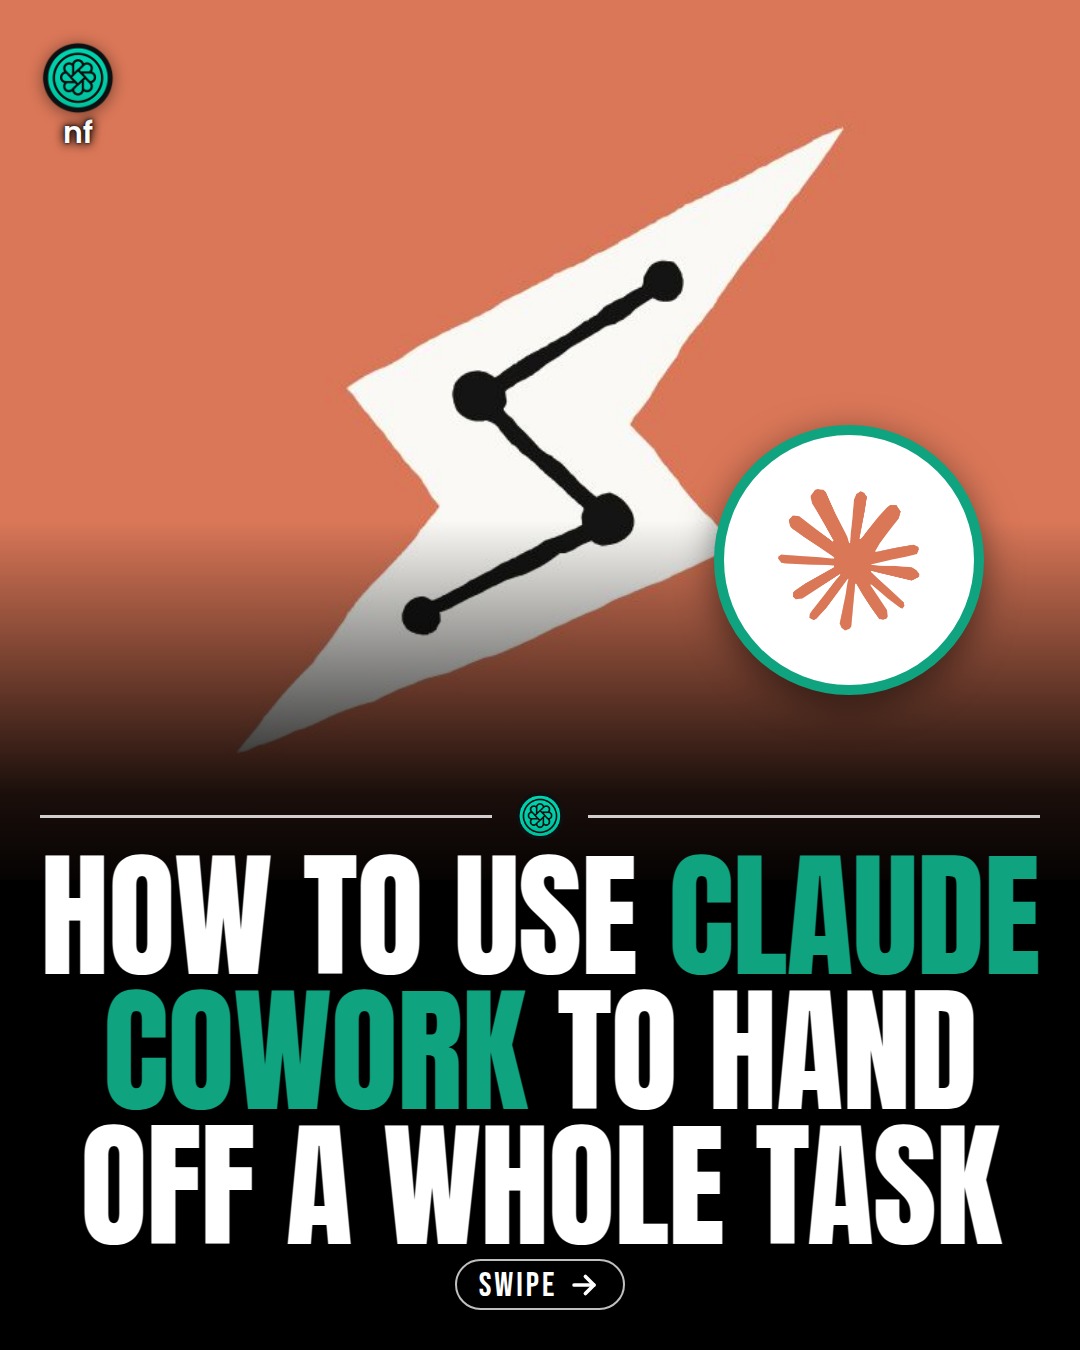 nf
HOW TO USE CLAUDE
COWORK TO HAND
OFF A WHOLE TASK
SWIPE →